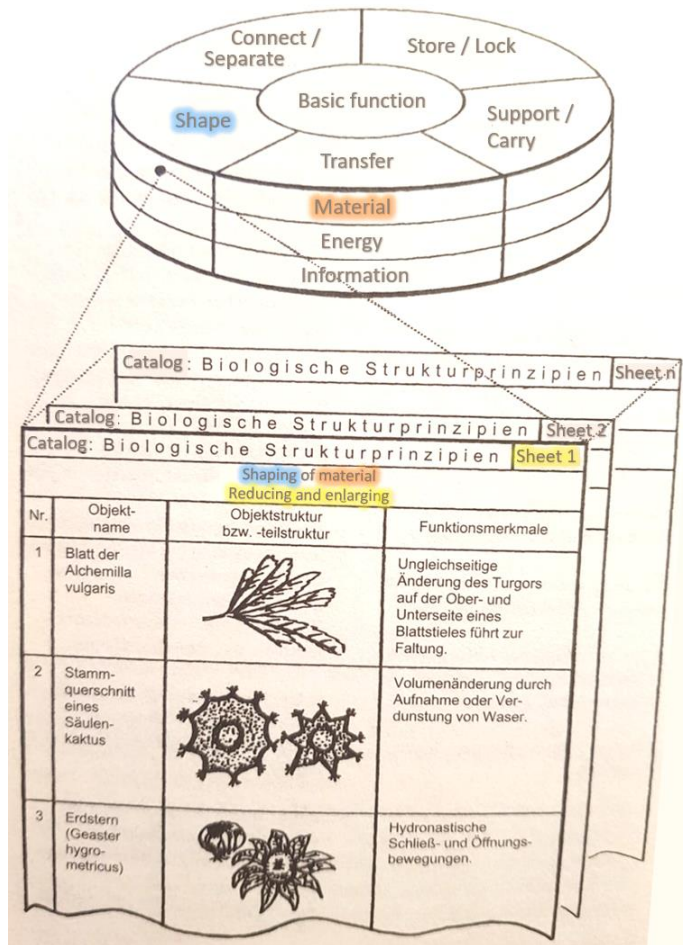 Connect /
Separate
Store / Lock
Basic function
Shape
Support /
Carry
Transfer
Material
Energy
Information
Catalog: Biologische Strukturprinzipien Sheet n
Catalog: Biologische Strukturprinzipien Sheet 2
Catalog: Biologische Strukturprinzipien Sheet 1
Shaping of material
Reducing and enlarging
Nr.
Objekt-
name
Objektstruktur
bzw. -teilstruktur
Funktionsmerkmale
1
Blatt der
Alchemilla
vulgaris
Ungleichseitige
Änderung des Turgors
auf der Ober- und
Unterseite eines
Blattstieles führt zur
Faltung.
2
Stamm-
querschnitt
eines
Säulen-
kaktus
Volumenänderung durch
Aufnahme oder Ver-
dunstung von Waser.
3
Erdstern
(Geaster
hygro-
metricus)
Hydronastische
Schließ- und Öffnungs-
bewegungen.